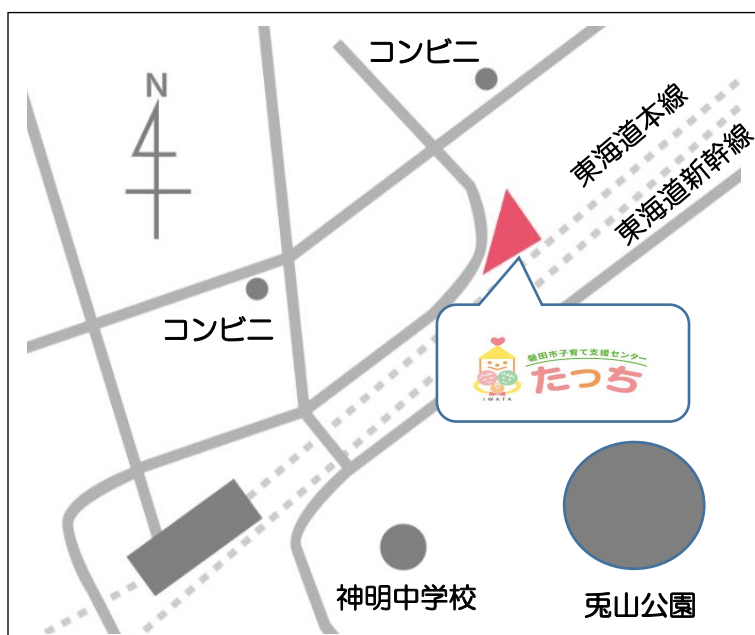 コンビニ
N
東海道本線
東海道新幹線
コンビニ
磐田市子育て支援センター
たっち
IWATA
神明中学校
兎山公園